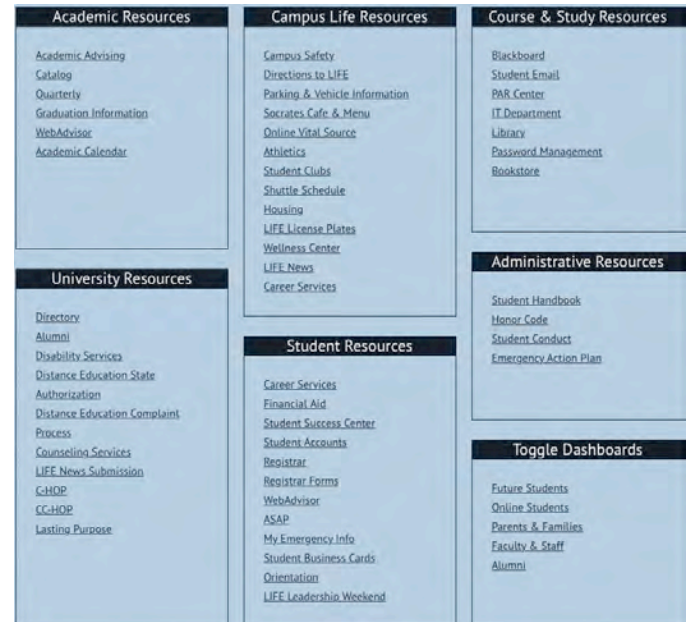 Academic Resources
Academic Advising
Catalog
Quarterly
Graduation Information
WebAdvisor
Academic Calendar
University Resources
Directory
Alumni
Disability Services
Distance Education State
Authorization
Distance Education Complaint
Process
Counseling Services
LIFE News Submission
C-HOP
CC-HOP
Lasting Purpose
Campus Life Resources
Campus Safety
Directions to LIFE
Parking & Vehicle Information
Socrates Cafe & Menu
Online Vital Source
Athletics
Student Clubs
Shuttle Schedule
Housing
LIFE License Plates
Wellness Center
LIFE News
Career Services
Student Resources
Career Services
Financial Aid
Student Success Center
Student Accounts
Registrar
Registrar Forms
WebAdvisor
ASAP
My Emergency Info
Student Business Cards
Orientation
LIFE Leadership Weekend
Course & Study Resources
Blackboard
Student Email
PAR Center
IT Department
Library
Password Management
Bookstore
Administrative Resources
Student Handbook
Honor Code
Student Conduct
Emergency Action Plan
Toggle Dashboards
Future Students
Online Students
Parents & Families
Faculty & Staff
Alumni